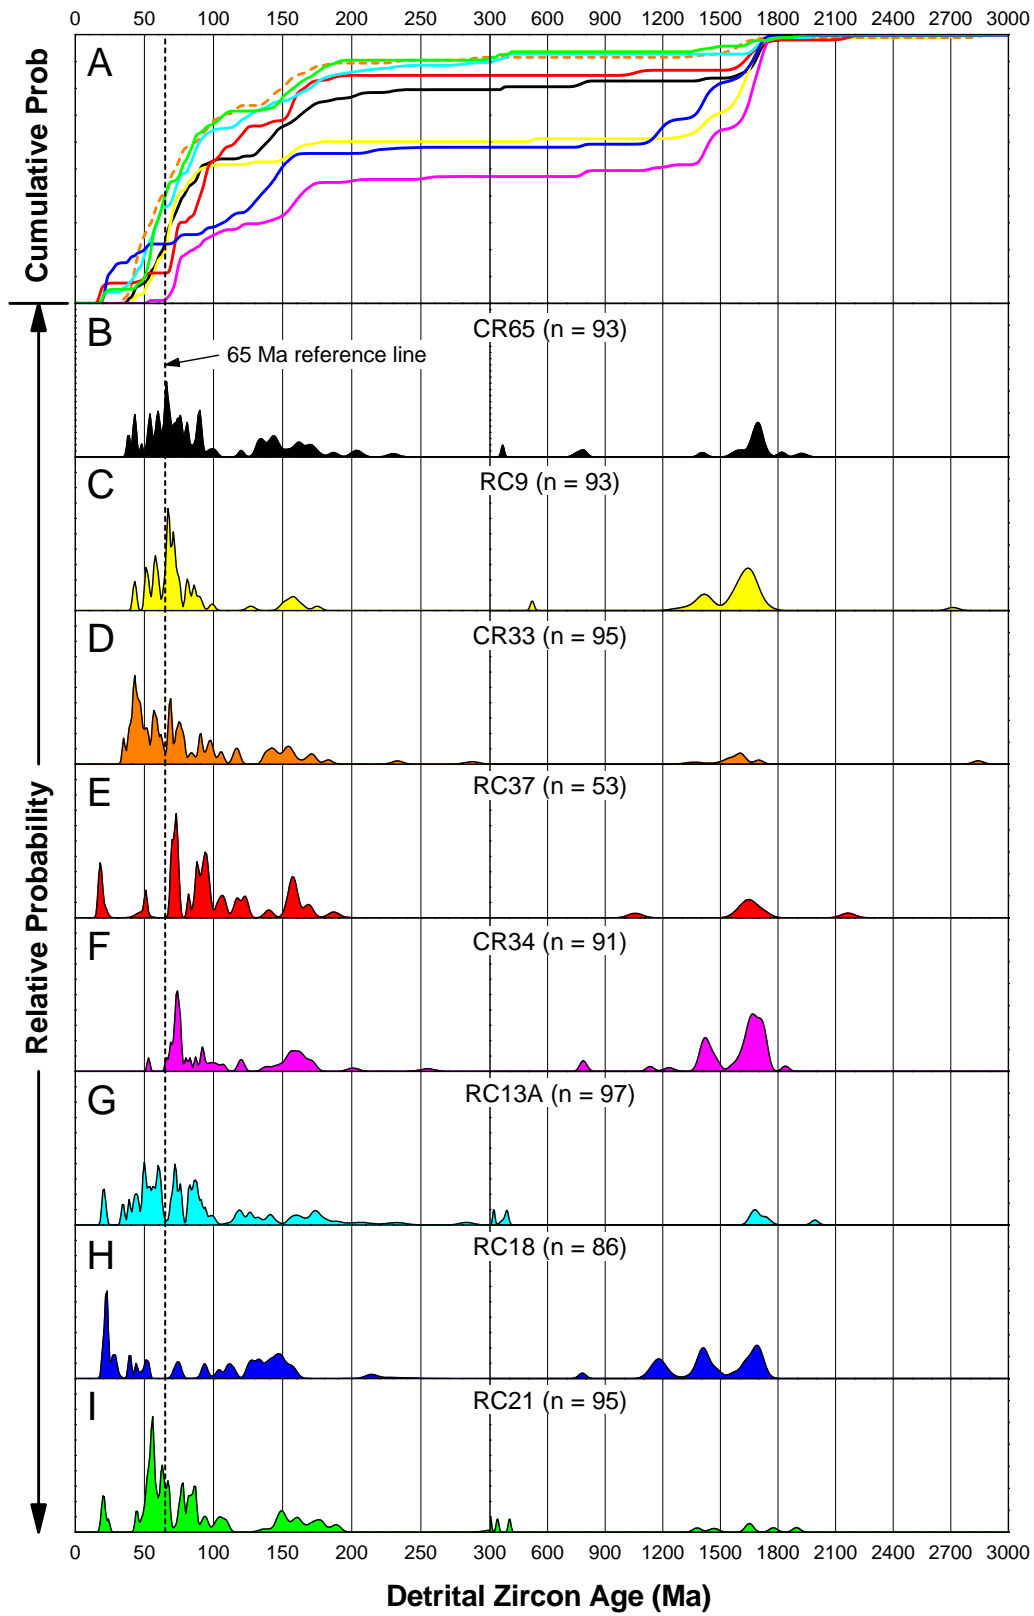 0 50 100 150 200 250 300 600 900 1200 1500 1800 2100 2400 2700 3000
A
Cumulative Prob
B
CR65 (n = 93)
65 Ma reference line
C
RC9 (n = 93)
D
CR33 (n = 95)
E
RC37 (n = 53)
Relative Probability
F
CR34 (n = 91)
G
RC13A (n = 97)
H
RC18 (n = 86)
I
RC21 (n = 95)
0 50 100 150 200 250 300 600 900 1200 1500 1800 2100 2400 2700 3000
Detrital Zircon Age (Ma)